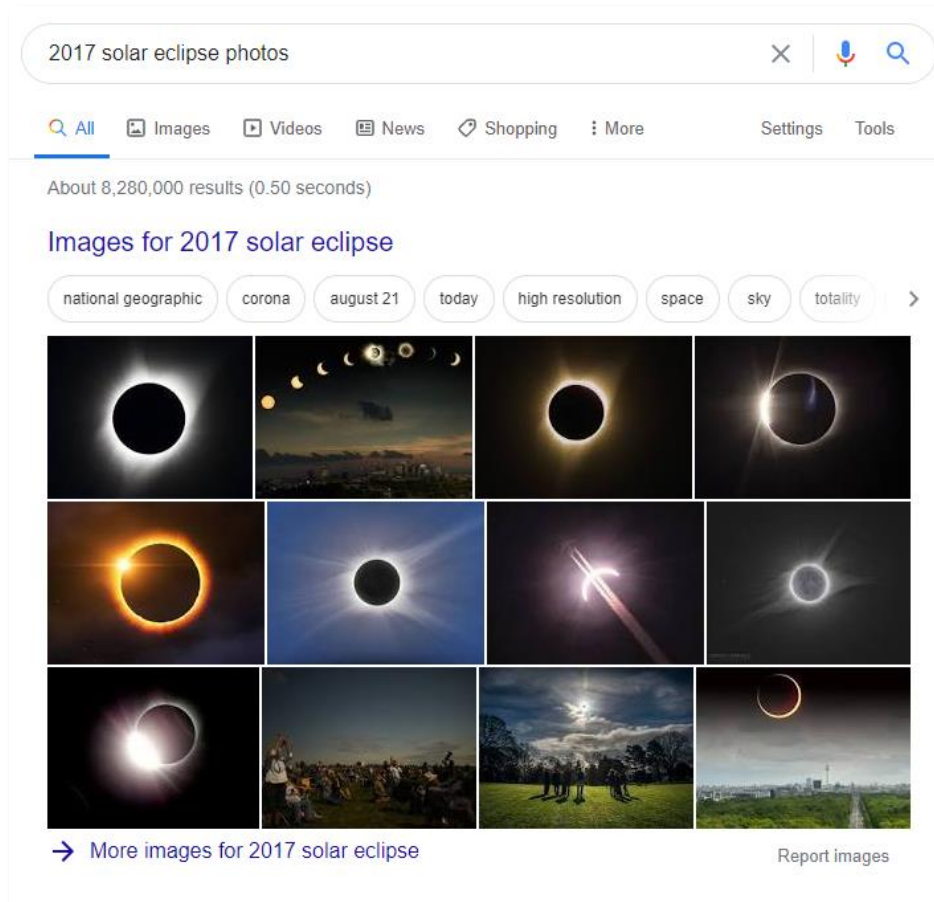 2017 solar eclipse photos
All Images Videos News Shopping More Settings Tools
About 8,280,000 results (0.50 seconds)
Images for 2017 solar eclipse
national geographic corona august 21 today high resolution space sky totality
More images for 2017 solar eclipse
Report images